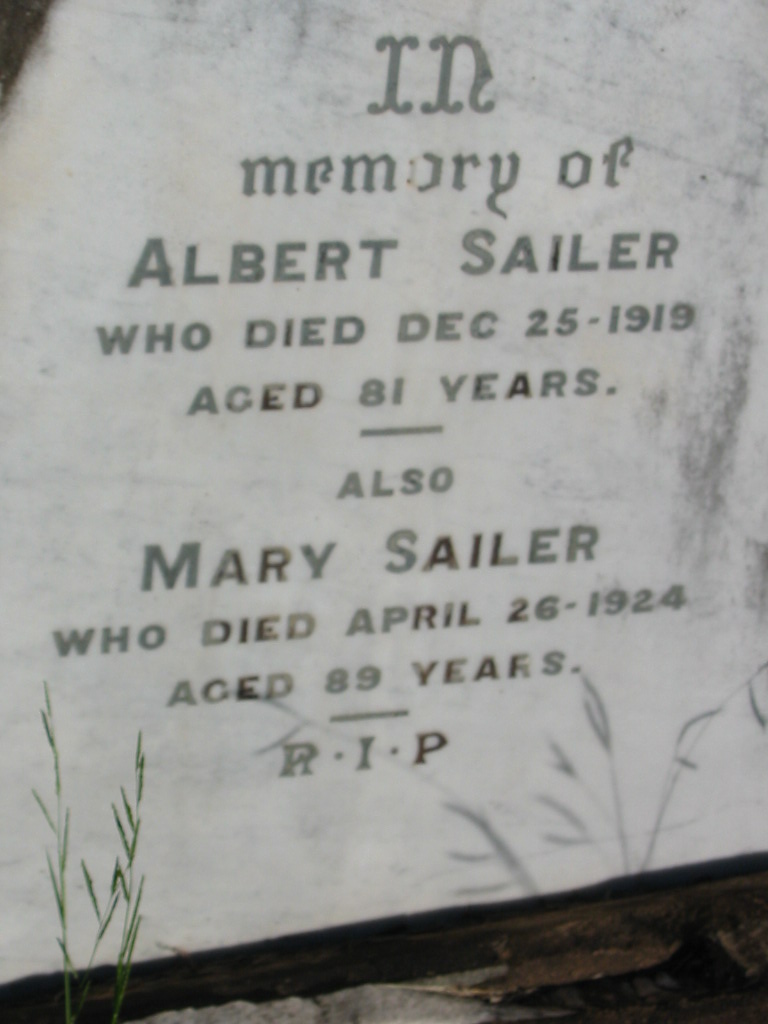 In
memory of
ALBERT SAILER
WHO DIED DEC 25-1919
AGED 81 YEARS.
ALSO
MARY SAILER
WHO DIED APRIL 26-1924
AGED 89 YEARS.
R·I·P